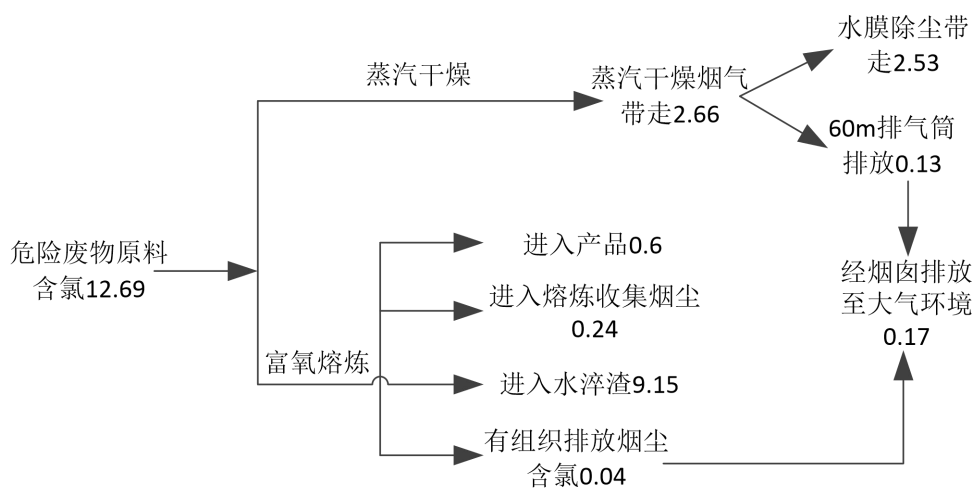 水膜除尘带
走2.53
蒸汽干燥
蒸汽干燥烟气
带走2.66
60m排气筒
排放0.13
危险废物原料
含氯12.69
进入产品0.6
进入熔炼收集烟尘
0.24
经烟囱排放
至大气环境
0.17
富氧熔炼
进入水淬渣9.15
有组织排放烟尘
含氯0.04